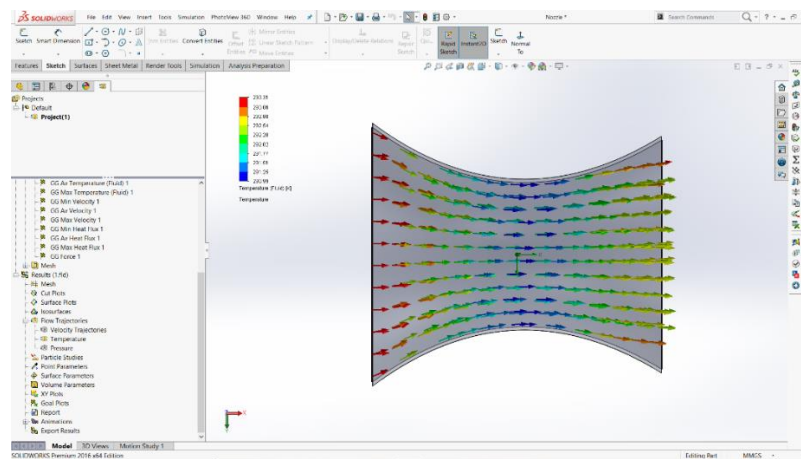 SOLIDWORKS File Edit View Insert Tools Simulation PhotoView 360 Window Help
Nozzle *
Search Commands
Sketch Smart Dimension Convert Entities
Mirror Entities
Linear Sketch Pattern
Move Entities
Display/Delete Relations
Repair Sketch
Rapid Sketch
Instant2D
Sketch
Normal To
Features Sketch Surfaces Sheet Metal Render Tools Simulation Analysis Preparation
Projects
Default
Project(1)
GG Av Temperature (Fluid) 1
GG Max Temperature (Fluid) 1
GG Min Velocity 1
GG Av Velocity 1
GG Max Velocity 1
GG Min Heat Flux 1
GG Av Heat Flux 1
GG Max Heat Flux 1
GG Force 1
Mesh
Results (1.fld)
Mesh
Cut Plots
Surface Plots
Isosurfaces
Flow Trajectories
Velocity Trajectories
Temperature
Pressure
Particle Studies
Point Parameters
Surface Parameters
Volume Parameters
XY Plots
Goal Plots
Report
Animations
Export Results
Temperature (Fluid) [K]
Temperature
Model 3D Views Motion Study 1
SOLIDWORKS Premium 2016 x64 Edition
Editing Part MMGS